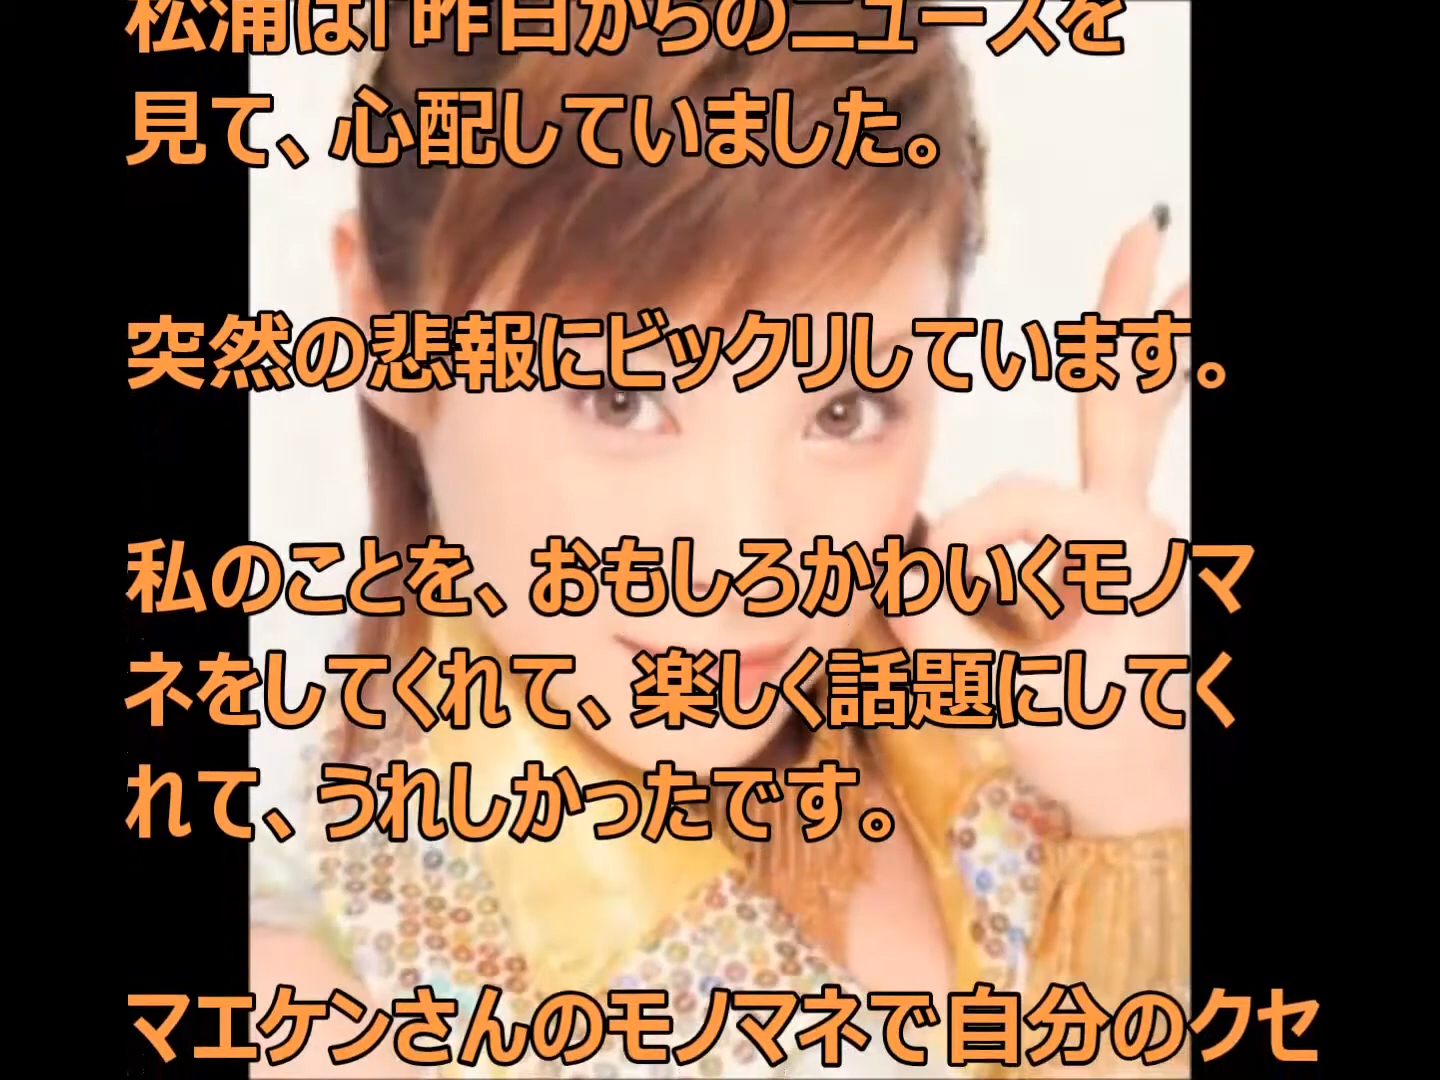 松浦は「昨日からのニュースを
見て、心配していました。
突然の悲報にビックリしています。
私のことを、おもしろかわいくモノマ
ネをしてくれて、楽しく話題にしてく
れて、うれしかったです。
マエケンさんのモノマネで自分のクセ